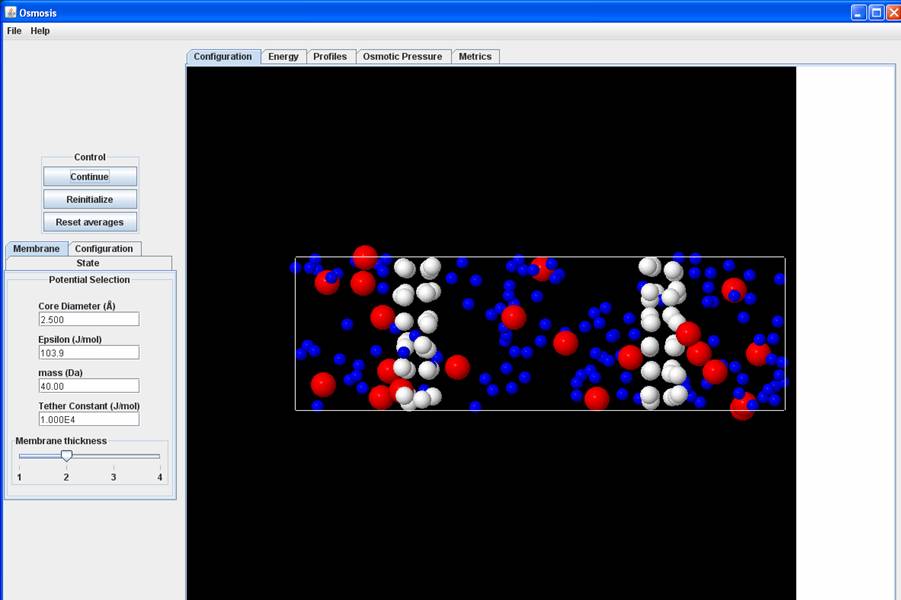 Osmosis
File Help
Configuration Energy Profiles Osmotic Pressure Metrics
Control
Continue
Reinitialize
Reset averages
Membrane Configuration
State
Potential Selection
Core Diameter (Å)
2.500
Epsilon (J/mol)
103.9
mass (Da)
40.00
Tether Constant (J/mol)
1.000E4
Membrane thickness
1 2 3 4